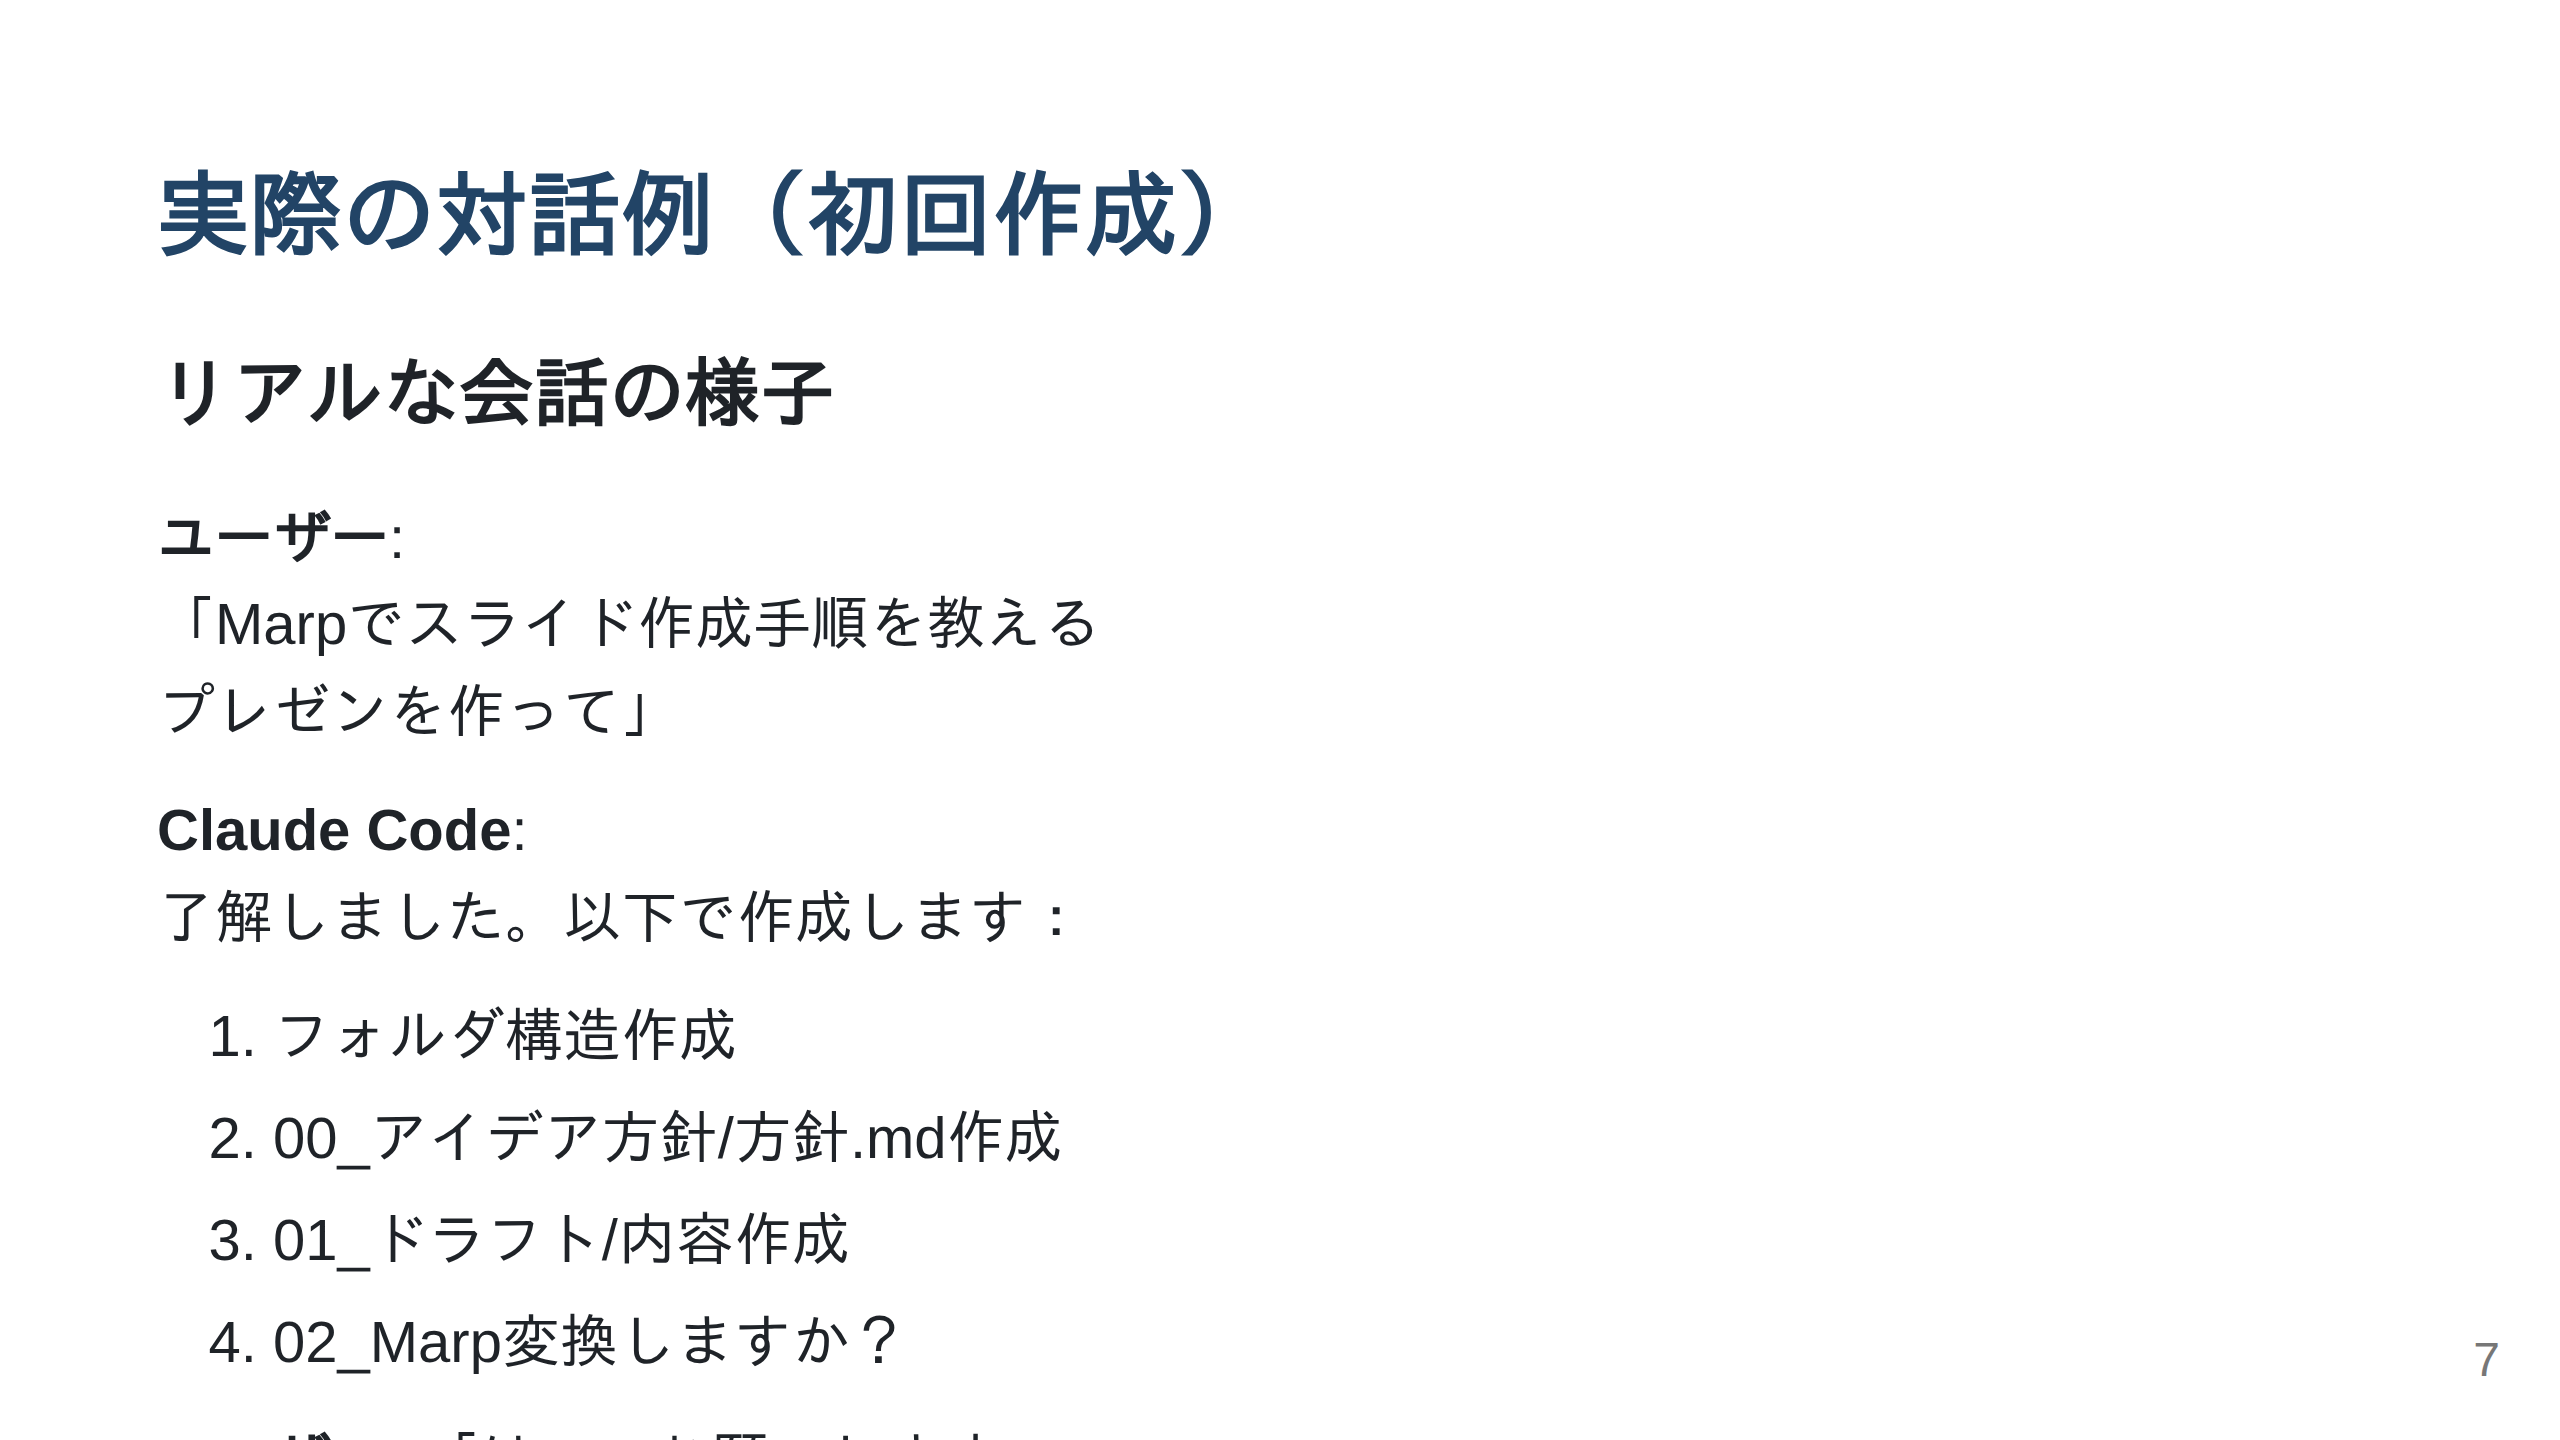 実際の対話例（初回作成）
リアルな会話の様子
ユーザー:
「Marpでスライド作成手順を教える
プレゼンを作って」
Claude Code:
了解しました。以下で作成します：
1. フォルダ構造作成
2. 00_アイデア方針/方針.md作成
3. 01_ドラフト/内容作成
4. 02_Marp変換しますか？
7